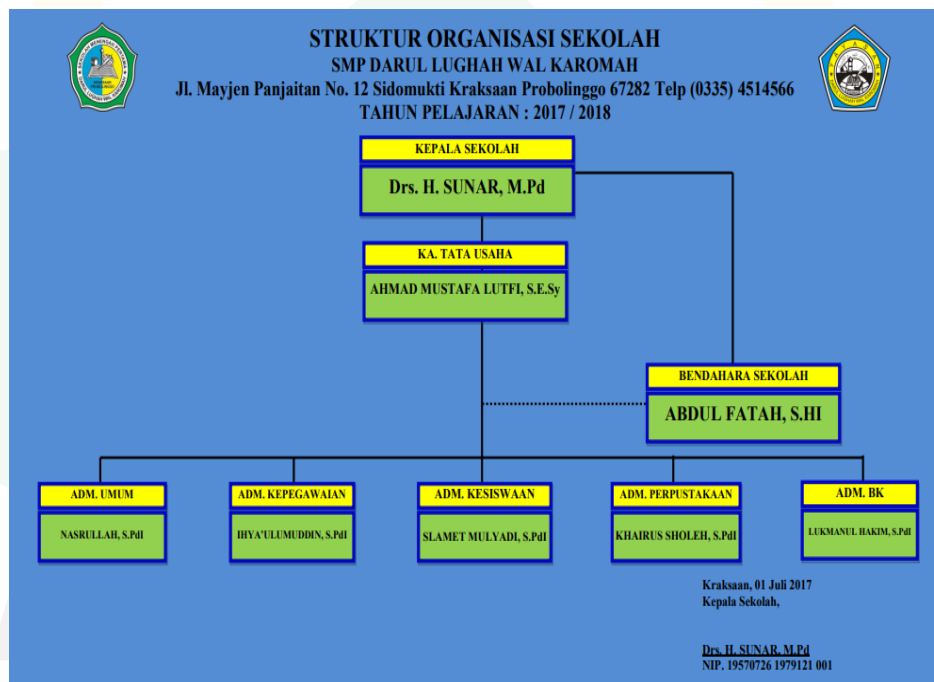 STRUKTUR ORGANISASI SEKOLAH
SMP DARUL LUGHAH WAL KAROMAH
Jl. Mayjen Panjaitan No. 12 Sidomukti Kraksaan Probolinggo 67282 Telp (0335) 4514566
TAHUN PELAJARAN : 2017 / 2018
KEPALA SEKOLAH
Drs. H. SUNAR, M.Pd
KA. TATA USAHA
AHMAD MUSTAFA LUTFI, S.E.Sy
BENDAHARA SEKOLAH
ABDUL FATAH, S.HI
ADM. UMUM
NASRULLAH, S.PdI
ADM. KEPEGAWAIAN
IHYA'ULUMUDDIN, S.PdI
ADM. KESISWAAN
SLAMET MULYADI, S.PdI
ADM. PERPUSTAKAAN
KHAIRUS SHOLEH, S.PdI
ADM. BK
LUKMANUL HAKIM, S.PdI
Kraksaan, 01 Juli 2017
Kepala Sekolah,
Drs. H. SUNAR, M.Pd
NIP. 19570726 1979121 001